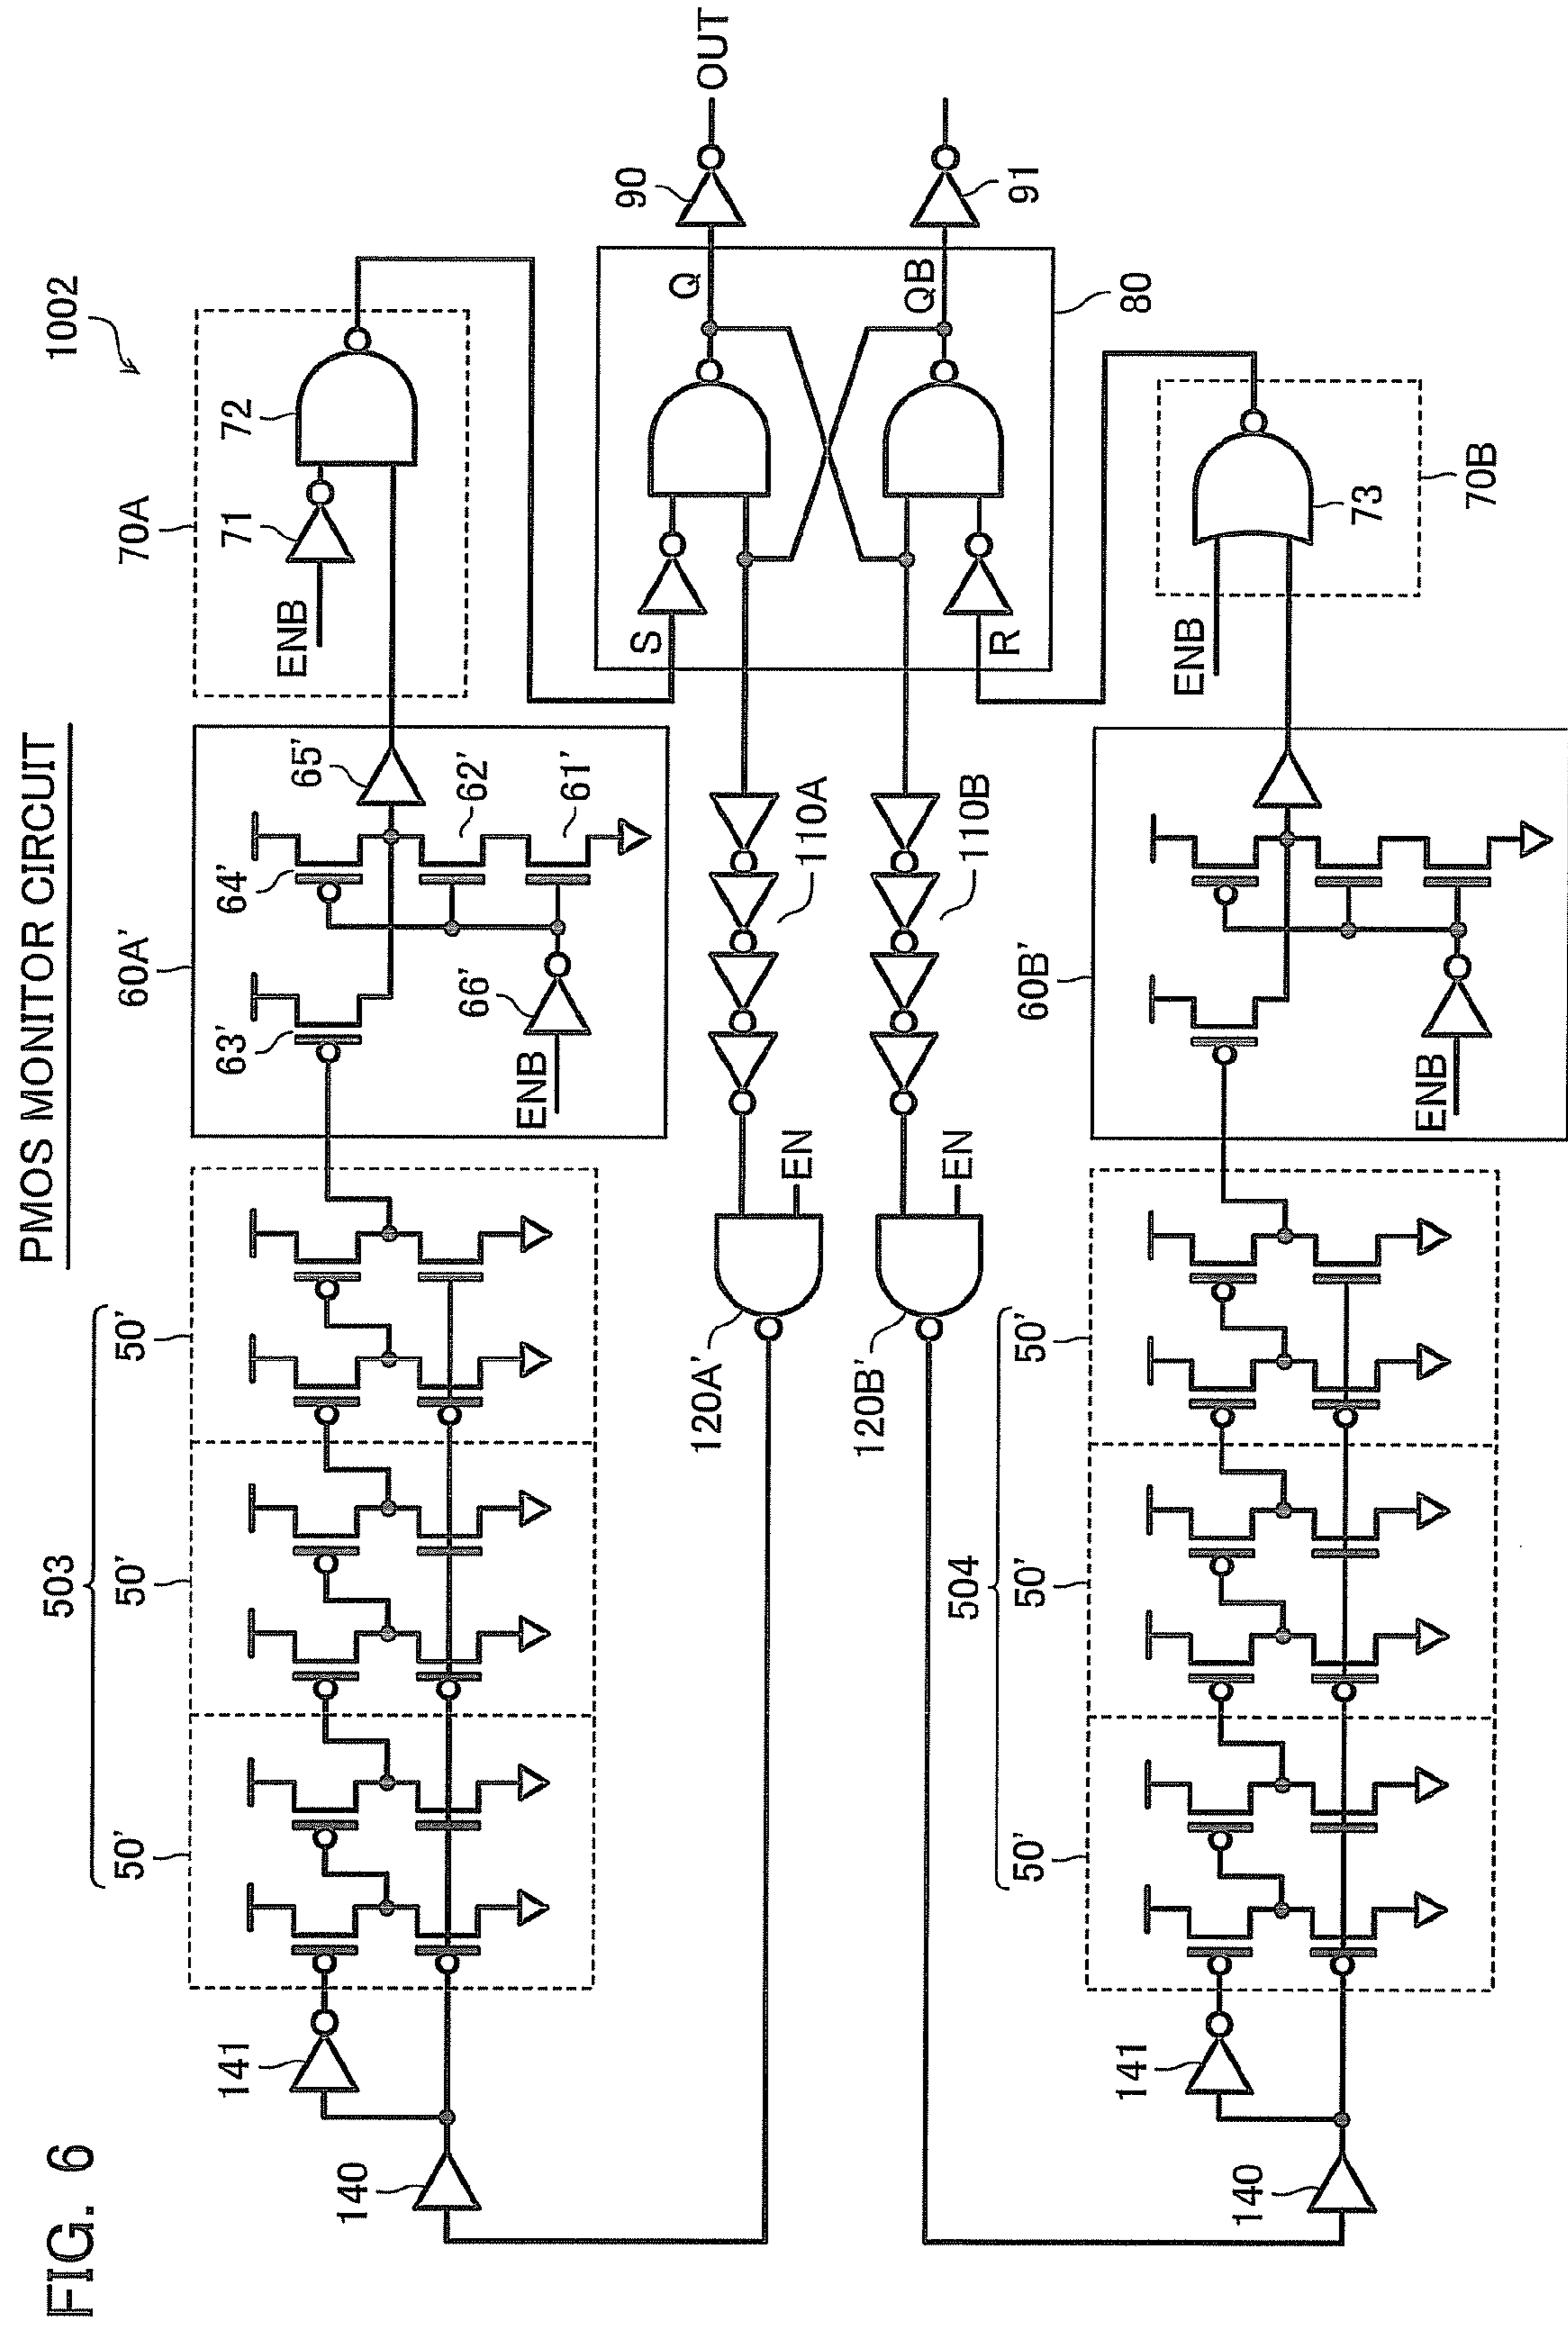 FIG. 6
PMOS MONITOR CIRCUIT
1002
503
50'
50'
50'
141
140
60A'
63'
64'
65'
62'
61'
66'
ENB
70A
71
72
ENB
120A'
EN
110A
120B'
EN
110B
S
R
Q
QB
80
90
91
OUT
504
50'
50'
50'
141
140
60B'
ENB
70B
73
ENB